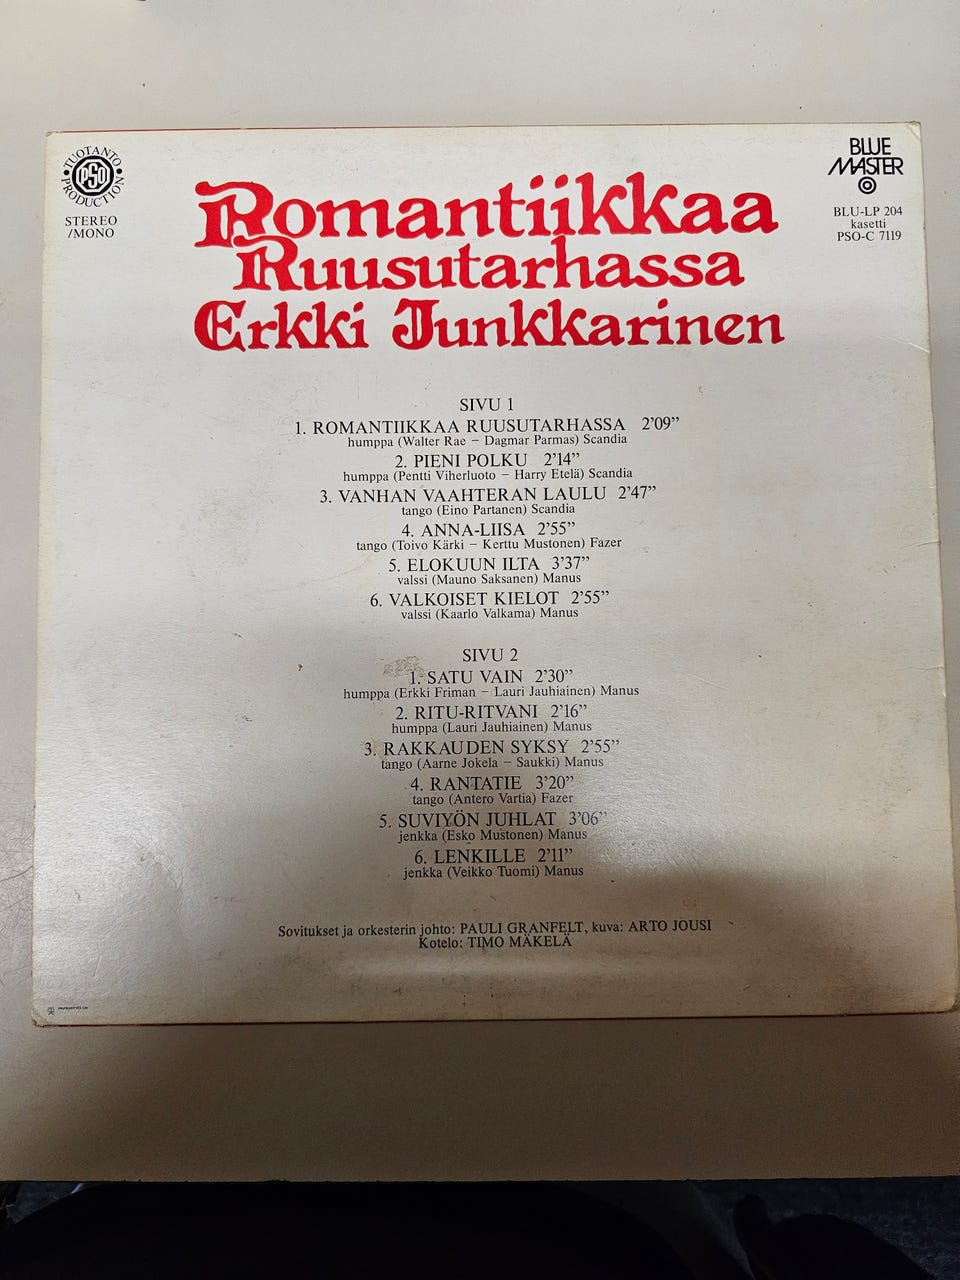 TUOTANTO
PSO
PRODUCTION
STEREO
/MONO
BLUE
MASTER
BLU-LP 204
kasetti
PSO-C 7119
Romantiikkaa
Ruusutarhassa
Erkki Junkkarinen
SIVU 1
1. ROMANTIIKKAA RUUSUTARHASSA 2’09”
humppa (Walter Rae – Dagmar Parmas) Scandia
2. PIENI POLKU 2’14”
humppa (Pentti Viherluoto – Harry Etelä) Scandia
3. VANHAN VAAHTERAN LAULU 2’47”
tango (Eino Partanen) Scandia
4. ANNA-LIISA 2’55”
tango (Toivo Kärki – Kerttu Mustonen) Fazer
5. ELOKUUN ILTA 3’37”
valssi (Mauno Saksanen) Manus
6. VALKOISET KIELOT 2’55”
valssi (Kaarlo Valkama) Manus
SIVU 2
1. SATU VAIN 2’30”
humppa (Erkki Friman – Lauri Jauhiainen) Manus
2. RITU-RITVANI 2’16”
humppa (Lauri Jauhiainen) Manus
3. RAKKAUDEN SYKSY 2’55”
tango (Aarne Jokela – Saukki) Manus
4. RANTATIE 3’20”
tango (Antero Vartia) Fazer
5. SUVIYÖN JUHLAT 3’06”
jenkka (Esko Mustonen) Manus
6. LENKILLE 2’11”
jenkka (Veikko Tuomi) Manus
Sovitukset ja orkesterin johto: PAULI GRANFELT, kuva: ARTO JOUSI
Kotelo: TIMO MÄKELÄ